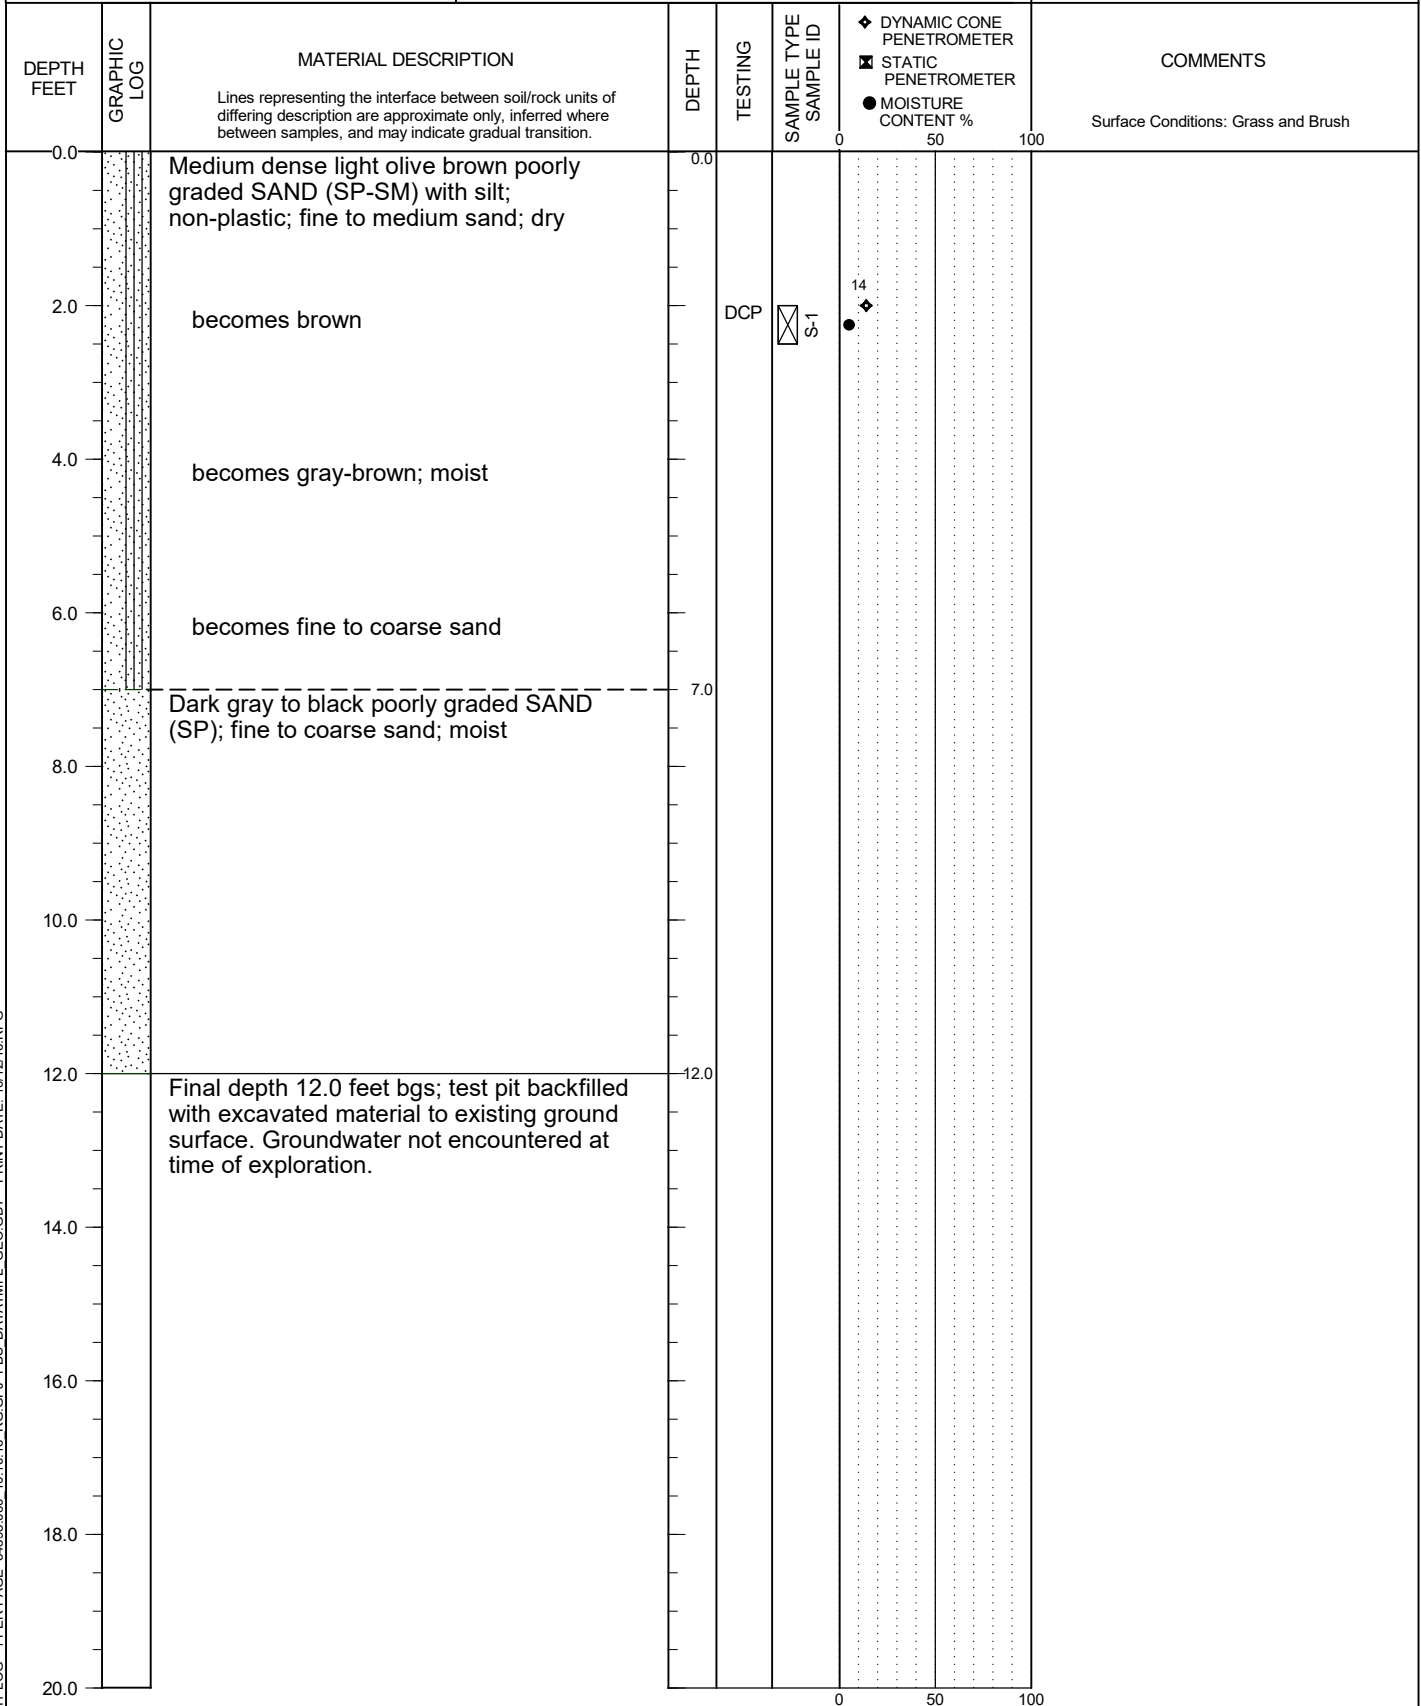 DEPTH
FEET
GRAPHIC
LOG
MATERIAL DESCRIPTION
Lines representing the interface between soil/rock units of
differing description are approximate only, inferred where
between samples, and may indicate gradual transition.
DEPTH
TESTING
SAMPLE TYPE
SAMPLE ID
DYNAMIC CONE
PENETROMETER
STATIC
PENETROMETER
MOISTURE
CONTENT %
0 50 100
COMMENTS
Surface Conditions: Grass and Brush
0.0
Medium dense light olive brown poorly
graded SAND (SP-SM) with silt;
non-plastic; fine to medium sand; dry
0.0
14
2.0
becomes brown
DCP
S-1
4.0
becomes gray-brown; moist
6.0
becomes fine to coarse sand
7.0
Dark gray to black poorly graded SAND
(SP); fine to coarse sand; moist
8.0
10.0
12.0
12.0
Final depth 12.0 feet bgs; test pit backfilled
with excavated material to existing ground
surface. Groundwater not encountered at
time of exploration.
14.0
16.0
18.0
20.0
0 50 100